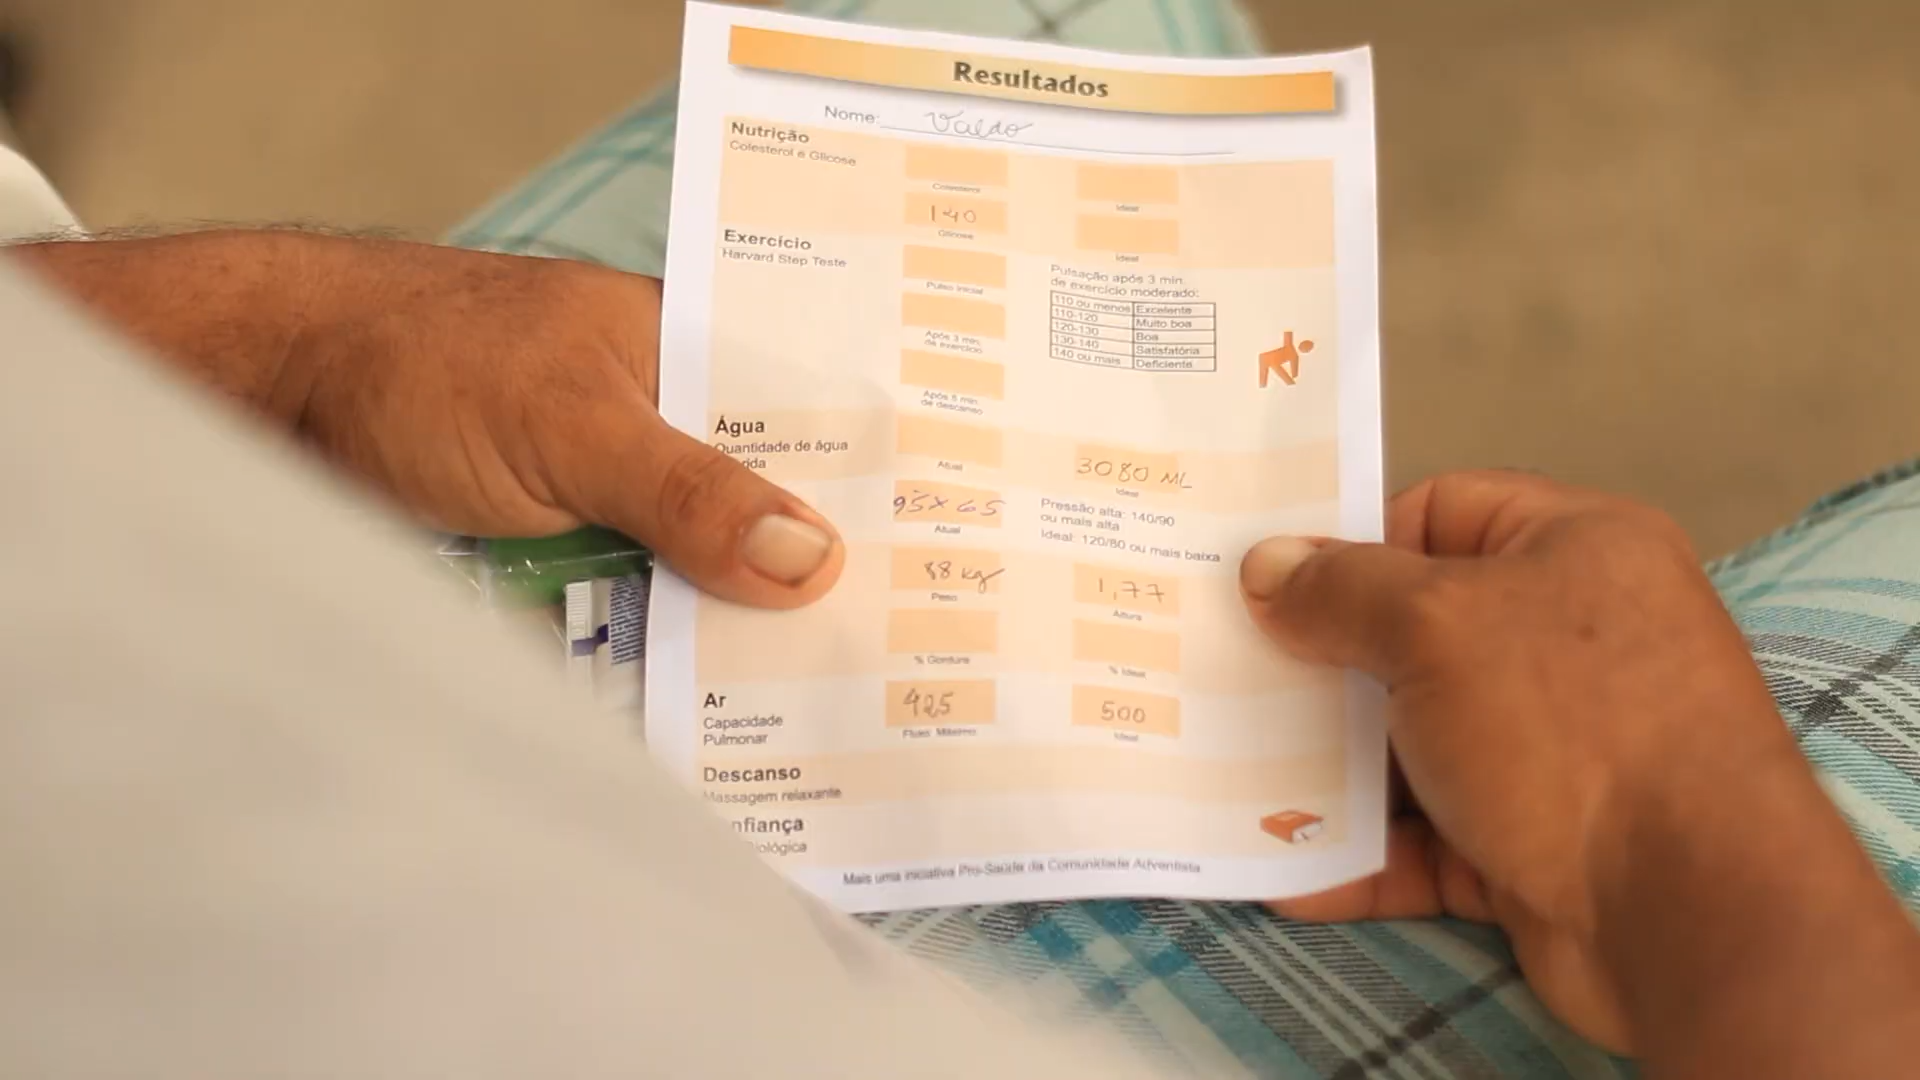 Resultados
Nome: Valdo
Nutrição
Colesterol e Glicose
Colesterol
Ideal
140
Glicose
Ideal
Exercício
Harvard Step Teste
Pulso Inicial
Após 3 min.
de exercício
Após 5 min.
de descanso
Pulsação após 3 min.
de exercício moderado:
110 ou menos Excelente
110-120 Muito boa
120-130 Boa
130-140 Satisfatória
140 ou mais Deficiente
Água
Quantidade de água
rida
Atual
3080 ML
Ideal
95x65
Atual
Pressão alta: 140/90
ou mais alta
Ideal: 120/80 ou mais baixa
88 kg
Peso
1,77
Altura
% Gordura
% Ideal
Ar
Capacidade
Pulmonar
425
Fluxo Máximo
500
Ideal
Descanso
Massagem relaxante
nfiança
iológica
Mais uma iniciativa Pro-Saúde da Comunidade Adventista